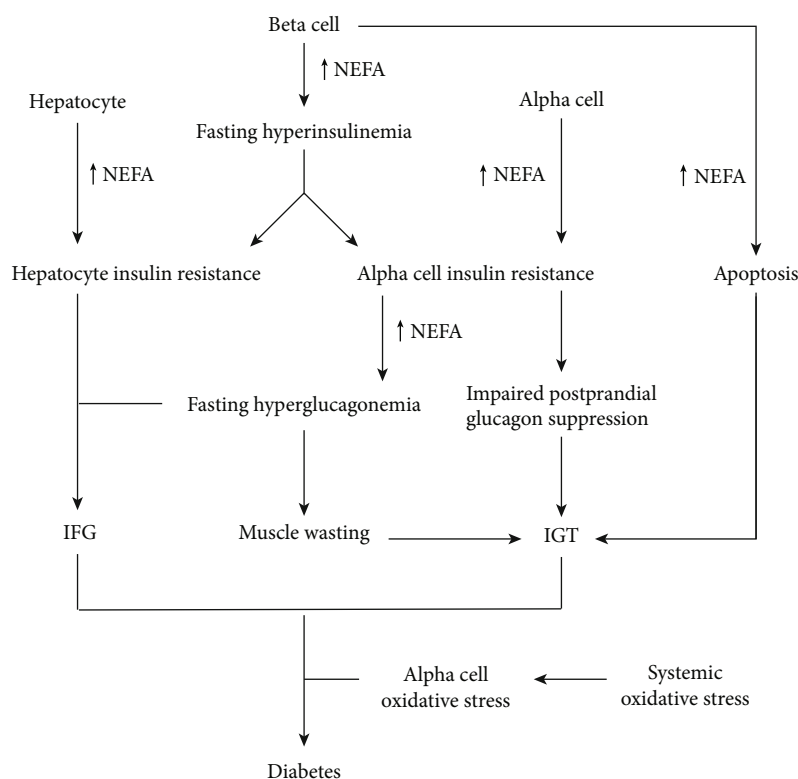 Beta cell
↑ NEFA
Hepatocyte
Alpha cell
Fasting hyperinsulinemia
↑ NEFA
↑ NEFA
↑ NEFA
Hepatocyte insulin resistance
Alpha cell insulin resistance
Apoptosis
↑ NEFA
Fasting hyperglucagonemia
Impaired postprandial
glucagon suppression
IFG
Muscle wasting
IGT
Alpha cell
oxidative stress
Systemic
oxidative stress
Diabetes